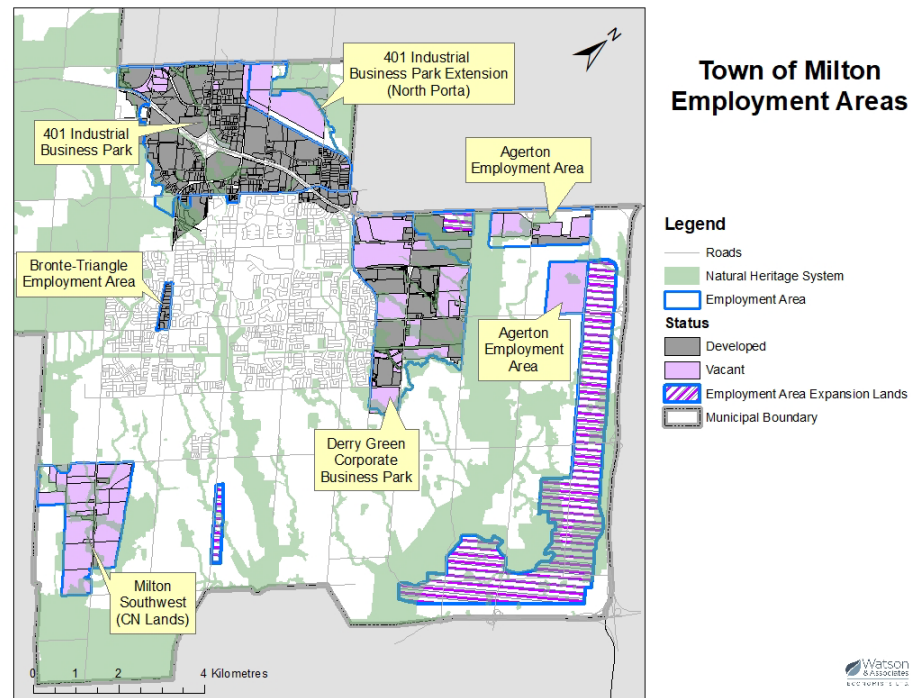 Town of Milton
Employment Areas
N
401 Industrial
Business Park Extension
(North Porta)
401 Industrial
Business Park
Agerton
Employment Area
Bronte-Triangle
Employment Area
Agerton
Employment
Area
Derry Green
Corporate
Business Park
Milton
Southwest
(CN Lands)
0 1 2 4 Kilometres
Legend
Roads
Natural Heritage System
Employment Area
Status
Developed
Vacant
Employment Area Expansion Lands
Municipal Boundary
Watson
& Associates